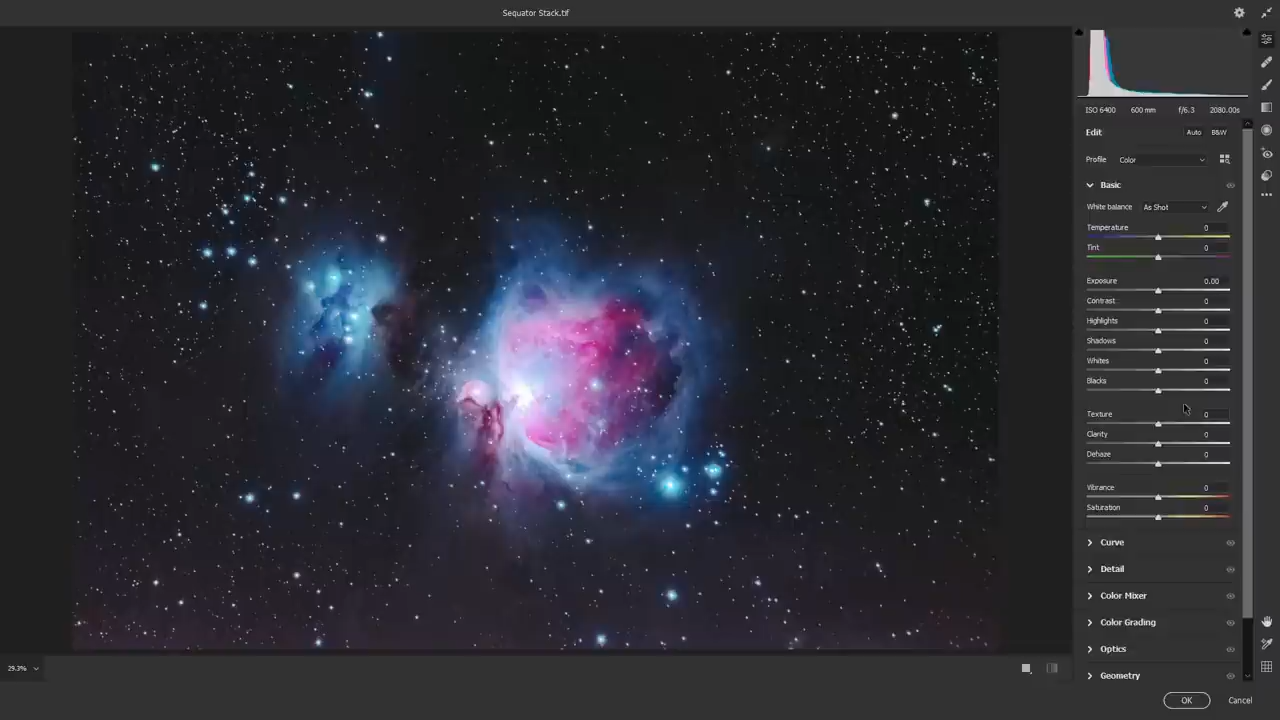 Sequator Stack.tif
ISO 6400 600 mm f/6.3 2080.00s
Edit Auto B&W
Profile Color
Basic
White balance As Shot
Temperature 0
Tint 0
Exposure 0.00
Contrast 0
Highlights 0
Shadows 0
Whites 0
Blacks 0
Texture 0
Clarity 0
Dehaze 0
Vibrance 0
Saturation 0
Curve
Detail
Color Mixer
Color Grading
Optics
Geometry
29.3%
OK Cancel